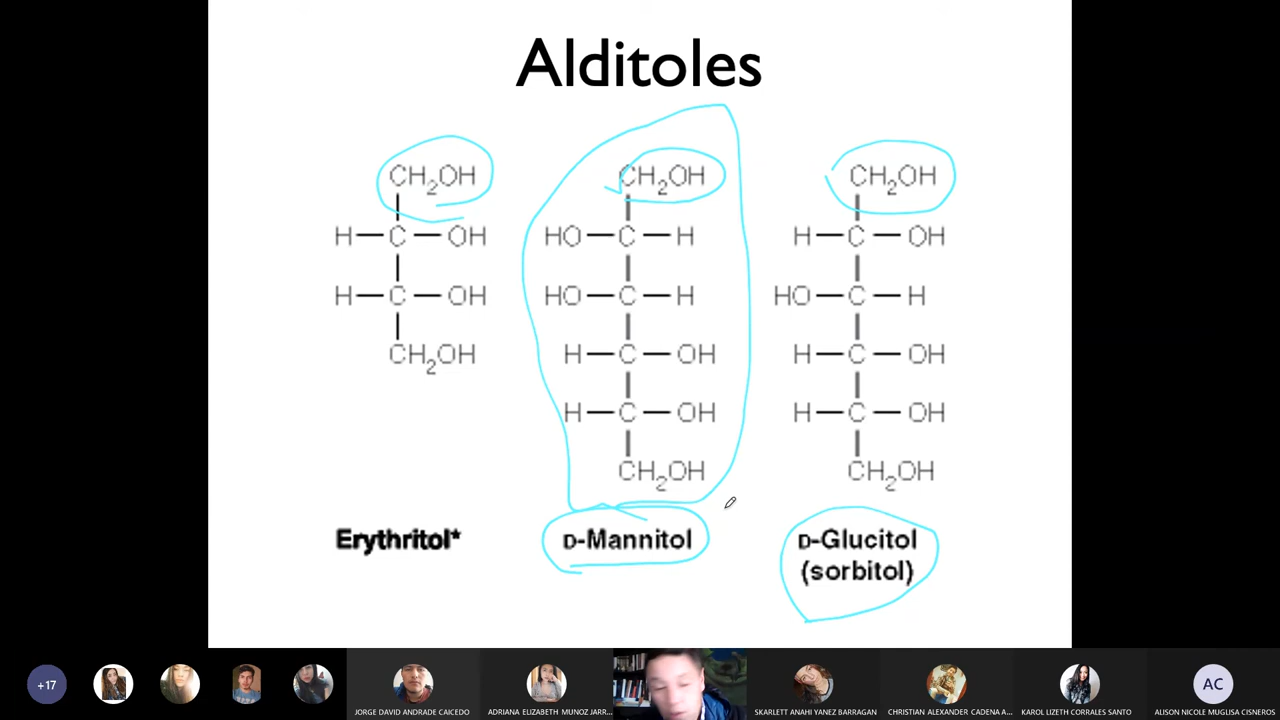 Alditoles
CH2OH
H—C—OH
H—C—OH
CH2OH
Erythritol*
CH2OH
HO—C—H
HO—C—H
H—C—OH
H—C—OH
CH2OH
D-Mannitol
CH2OH
H—C—OH
HO—C—H
H—C—OH
H—C—OH
CH2OH
D-Glucitol
(sorbitol)
+17
JORGE DAVID ANDRADE CAICEDO
ADRIANA ELIZABETH MUNOZ JARR...
SKARLETT ANAHI YANEZ BARRAGAN
CHRISTIAN ALEXANDER CADENA A...
KAROL LIZETH CORRALES SANTO
AC
ALISON NICOLE MUGLISA CISNEROS